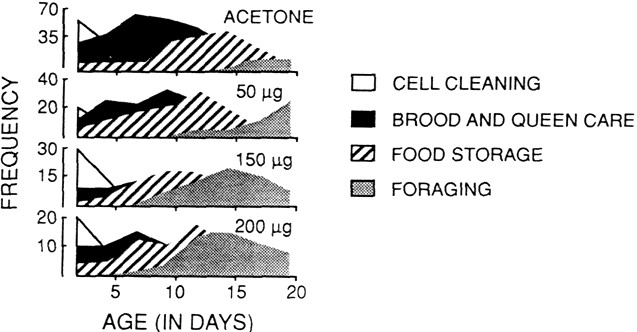 70
ACETONE
35
40
50 µg
20
30
150 µg
15
20
200 µg
10
5 10 15 20
AGE (IN DAYS)
FREQUENCY
CELL CLEANING
BROOD AND QUEEN CARE
FOOD STORAGE
FORAGING